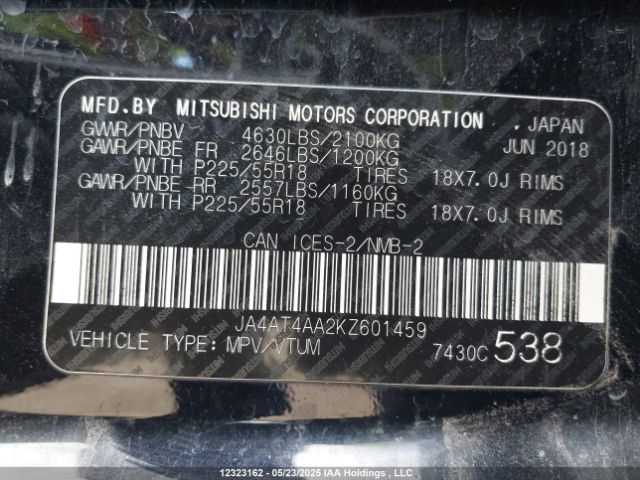 MFD.BY MITSUBISHI MOTORS CORPORATION , JAPAN
GVWR/PNBV 4630LBS/2100KG JUN 2018
GAWR/PNBE FR 2646LBS/1200KG
WITH P225/55R18 TIRES 18X7.0J RIMS
GAWR/PNBE RR 2557LBS/1160KG
WITH P225/55R18 TIRES 18X7.0J RIMS
CAN ICES-2/NMB-2
JA4AT4AA2KZ601459
VEHICLE TYPE: MPV/VTUM 7430C 538
12323162 - 05/23/2025 IAA Holdings, LLC